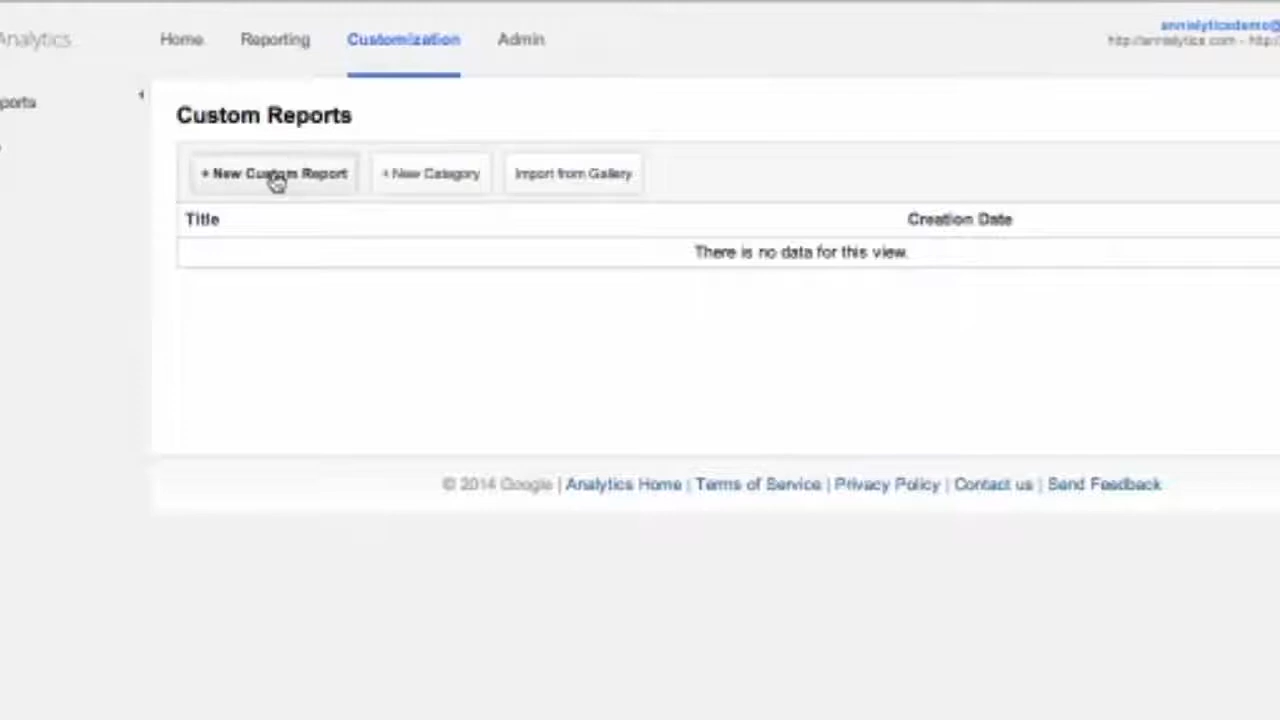 Analytics
Home Reporting Customization Admin
ports
Custom Reports
+ New Custom Report + New Category Import from Gallery
Title Creation Date
There is no data for this view.
© 2014 Google | Analytics Home | Terms of Service | Privacy Policy | Contact us | Send Feedback